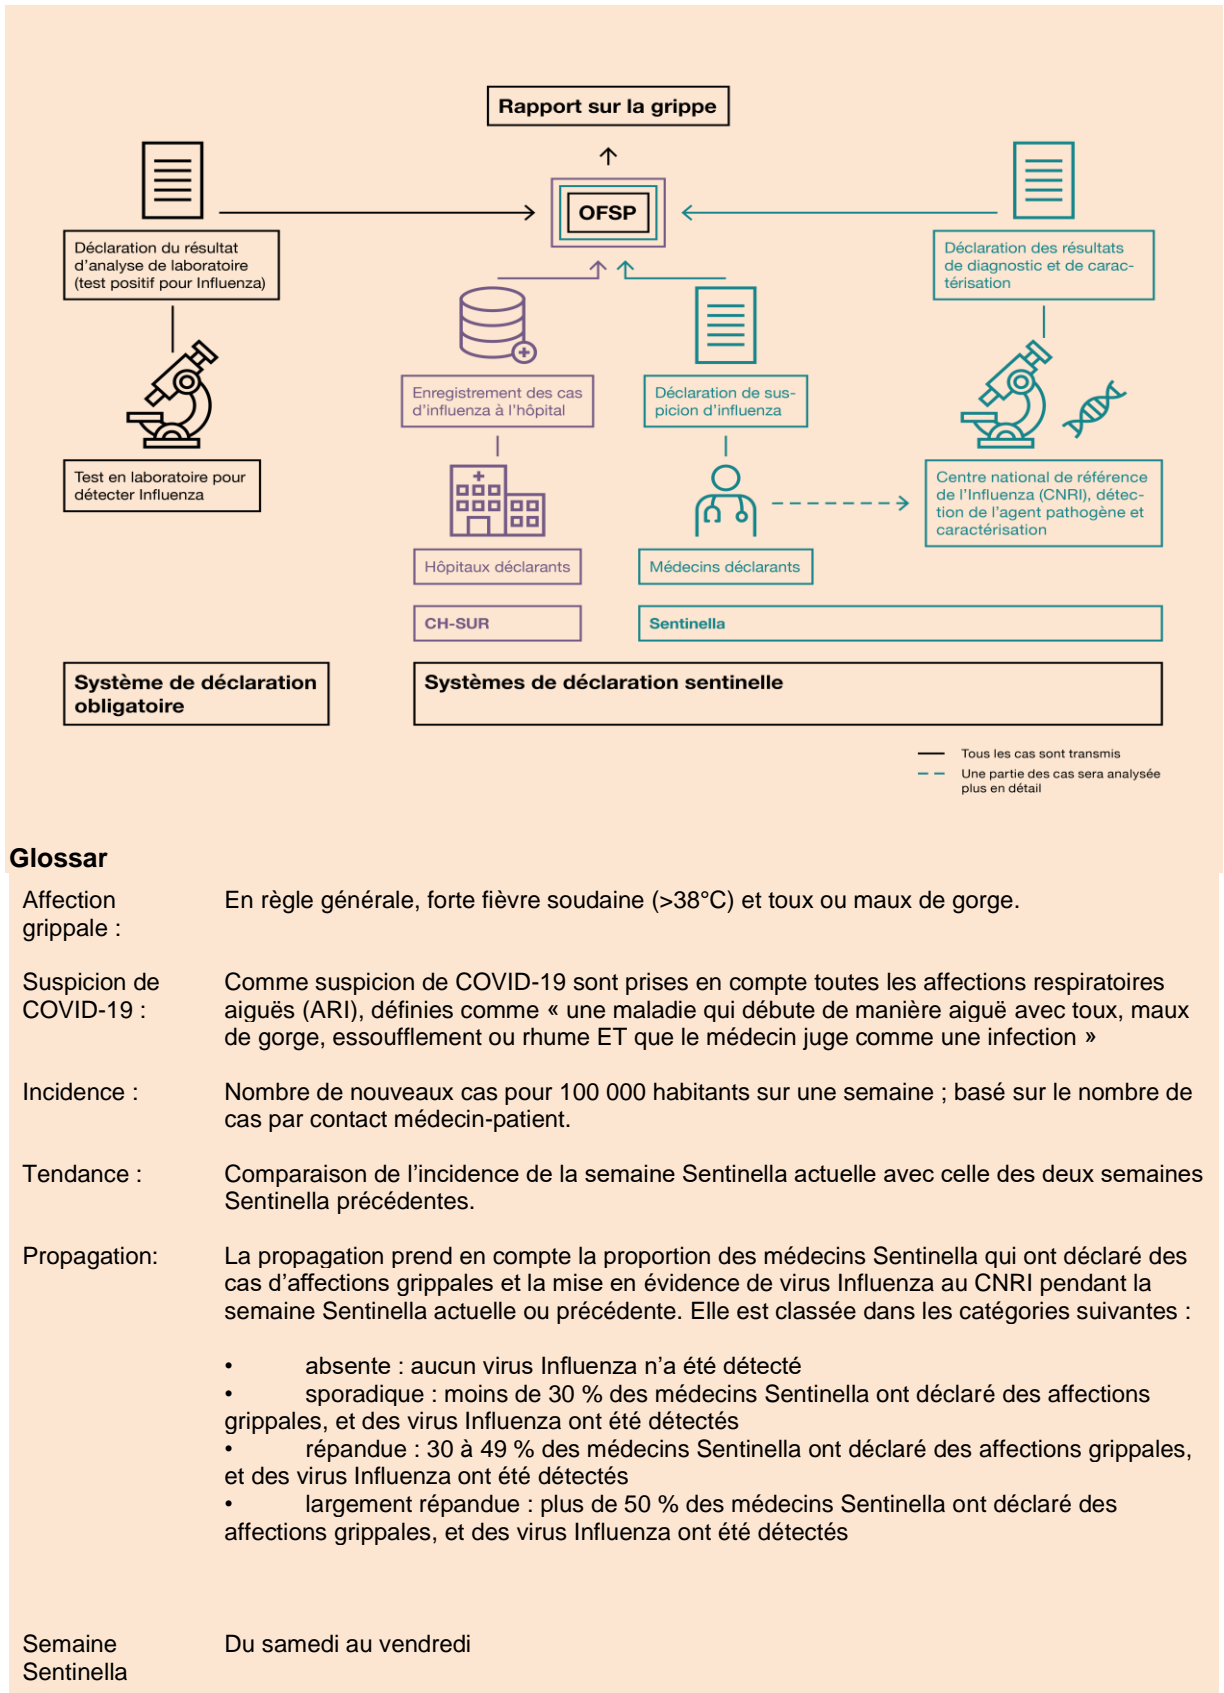 Rapport sur la grippe
OFSP
Déclaration du résultat
d'analyse de laboratoire
(test positif pour Influenza)
Déclaration des résultats
de diagnostic et de carac-
térisation
Enregistrement des cas
d'influenza à l'hôpital
Déclaration de sus-
picion d'influenza
Test en laboratoire pour
détecter Influenza
Centre national de référence
de l'Influenza (CNRI), détec-
tion de l'agent pathogène et
caractérisation
Hôpitaux déclarants
Médecins déclarants
CH-SUR
Sentinella
Système de déclaration
obligatoire
Systèmes de déclaration sentinelle
Tous les cas sont transmis
Une partie des cas sera analysée
plus en détail
Glossar
Affection
grippale :
En règle générale, forte fièvre soudaine (>38°C) et toux ou maux de gorge.
Suspicion de
COVID-19 :
Comme suspicion de COVID-19 sont prises en compte toutes les affections respiratoires
aiguës (ARI), définies comme « une maladie qui débute de manière aiguë avec toux, maux
de gorge, essoufflement ou rhume ET que le médecin juge comme une infection »
Incidence :
Nombre de nouveaux cas pour 100 000 habitants sur une semaine ; basé sur le nombre de
cas par contact médecin-patient.
Tendance :
Comparaison de l'incidence de la semaine Sentinella actuelle avec celle des deux semaines
Sentinella précédentes.
Propagation:
La propagation prend en compte la proportion des médecins Sentinella qui ont déclaré des
cas d'affections grippales et la mise en évidence de virus Influenza au CNRI pendant la
semaine Sentinella actuelle ou précédente. Elle est classée dans les catégories suivantes :
• absente : aucun virus Influenza n'a été détecté
• sporadique : moins de 30 % des médecins Sentinella ont déclaré des affections
grippales, et des virus Influenza ont été détectés
• répandue : 30 à 49 % des médecins Sentinella ont déclaré des affections grippales,
et des virus Influenza ont été détectés
• largement répandue : plus de 50 % des médecins Sentinella ont déclaré des
affections grippales, et des virus Influenza ont été détectés
Semaine
Sentinella
Du samedi au vendredi